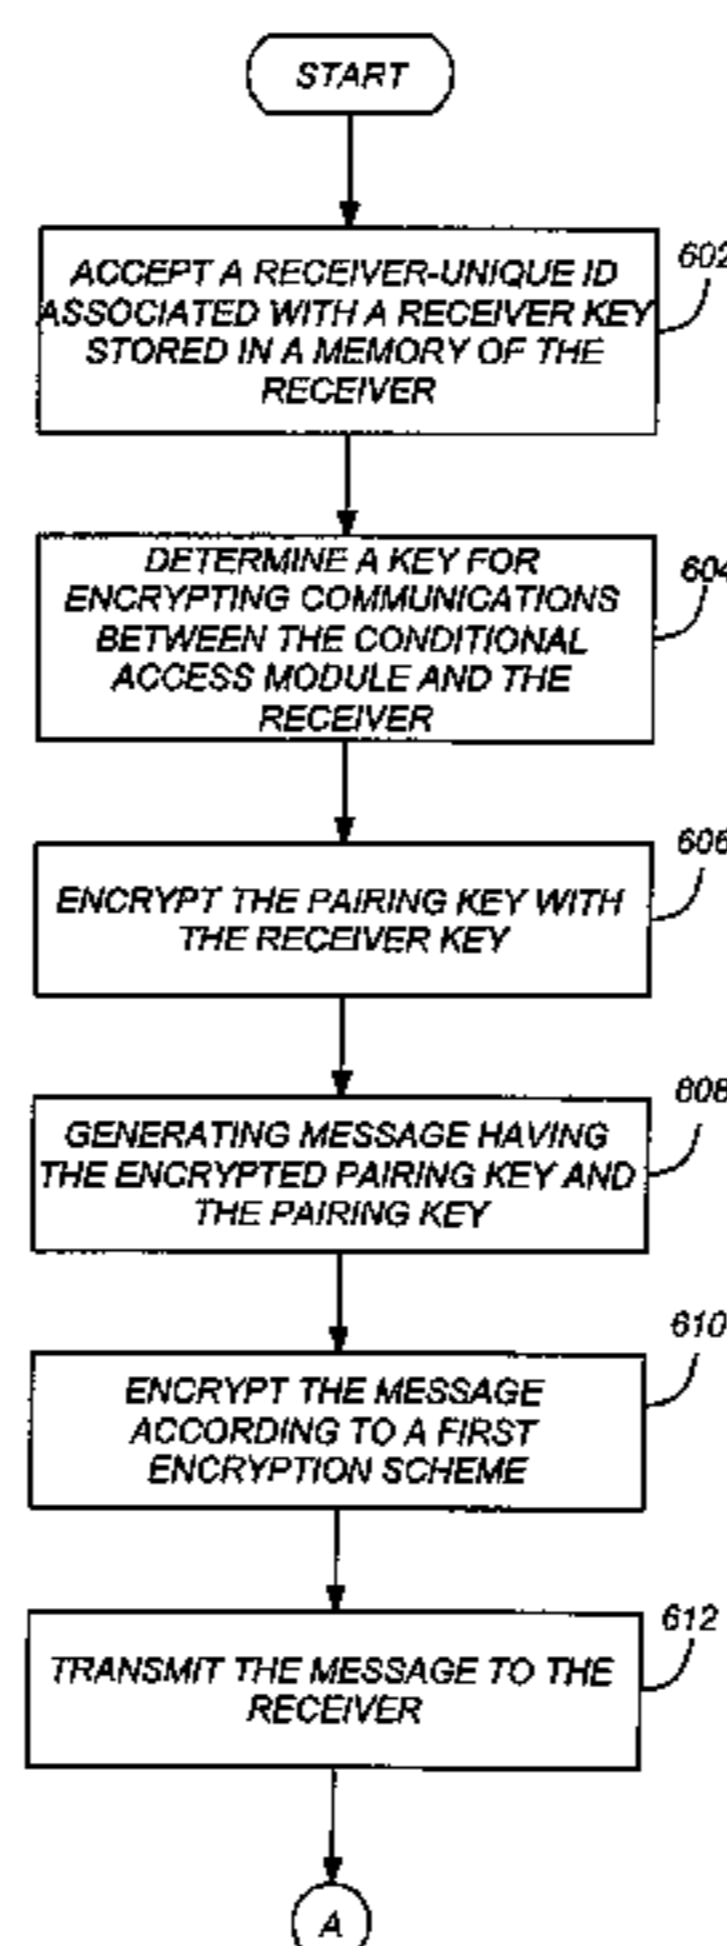 START
602
ACCEPT A RECEIVER-UNIQUE ID
ASSOCIATED WITH A RECEIVER KEY
STORED IN A MEMORY OF THE
RECEIVER
604
DETERMINE A KEY FOR
ENCRYPTING COMMUNICATIONS
BETWEEN THE CONDITIONAL
ACCESS MODULE AND THE
RECEIVER
606
ENCRYPT THE PAIRING KEY WITH
THE RECEIVER KEY
608
GENERATING MESSAGE HAVING
THE ENCRYPTED PAIRING KEY AND
THE PAIRING KEY
610
ENCRYPT THE MESSAGE
ACCORDING TO A FIRST
ENCRYPTION SCHEME
612
TRANSMIT THE MESSAGE TO THE
RECEIVER
A